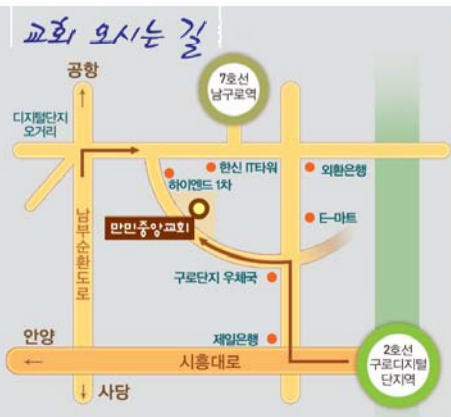 교회 오시는 길
공항
7호선
남구로역
디지털단지
오거리
한신 IT타워
하이엔드 1차
외환은행
만민중앙교회
E-마트
남부순환도로
구로단지 우체국
제일은행
안양
시흥대로
2호선
구로디지털
단지역
사당